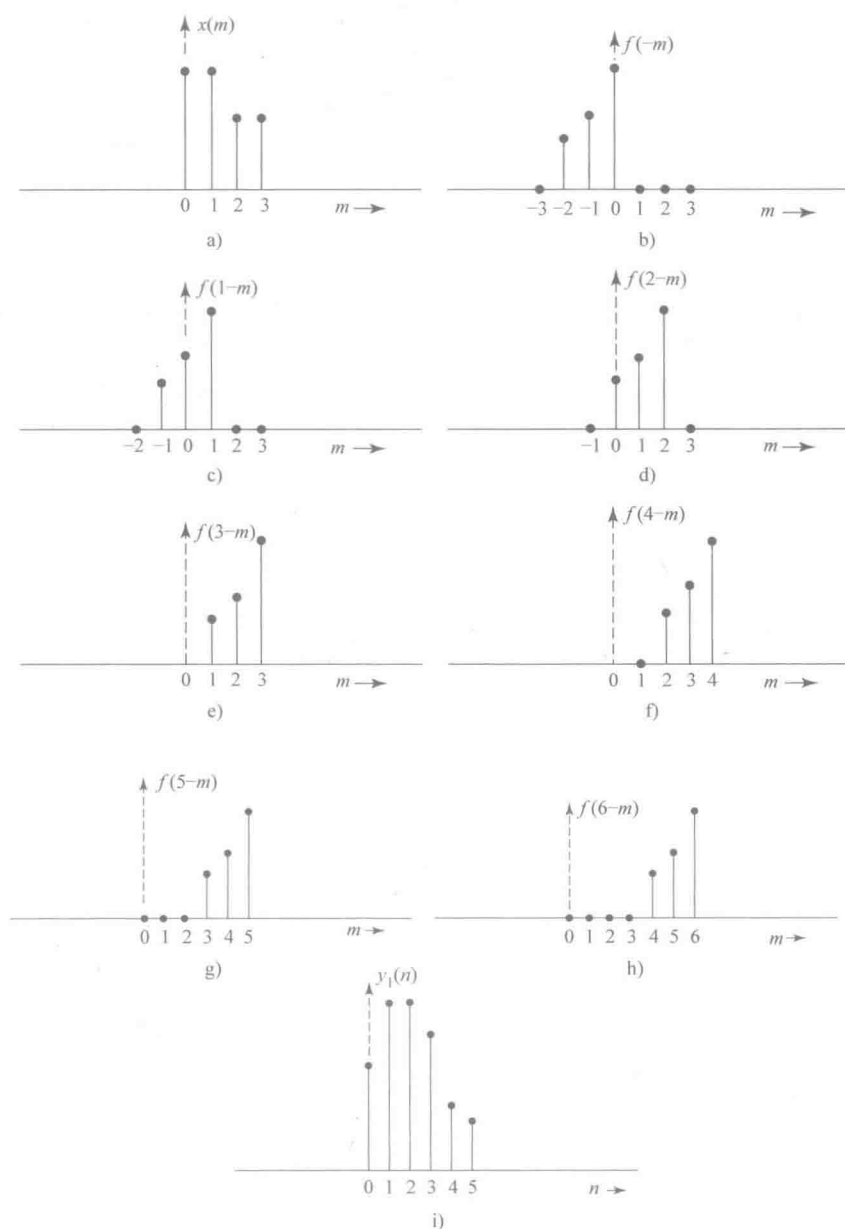 x(m)
0 1 2 3 m
a)
f(−m)
−3 −2 −1 0 1 2 3 m
b)
f(1−m)
−2 −1 0 1 2 3 m
c)
f(2−m)
−1 0 1 2 3 m
d)
f(3−m)
0 1 2 3 m
e)
f(4−m)
0 1 2 3 4 m
f)
f(5−m)
0 1 2 3 4 5 m
g)
f(6−m)
0 1 2 3 4 5 6 m
h)
y₁(n)
0 1 2 3 4 5 n
i)